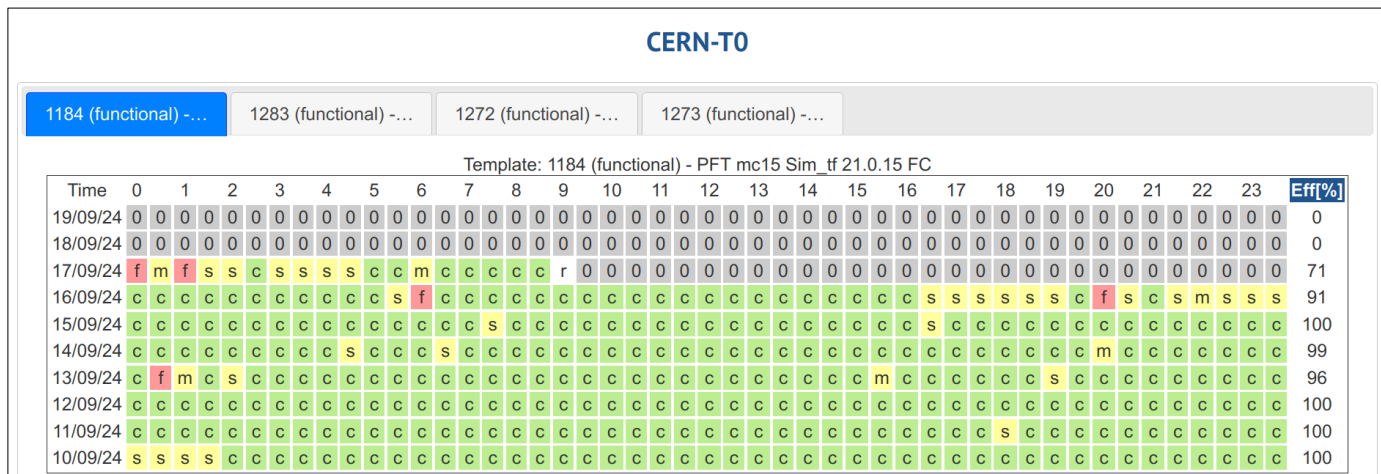 CERN-T0
1184 (functional) -… 1283 (functional) -… 1272 (functional) -… 1273 (functional) -…
Template: 1184 (functional) - PFT mc15 Sim_tf 21.0.15 FC
Time 0 1 2 3 4 5 6 7 8 9 10 11 12 13 14 15 16 17 18 19 20 21 22 23 Eff[%]
19/09/24 0 0 0 0 0 0 0 0 0 0 0 0 0 0 0 0 0 0 0 0 0 0 0 0 0 0 0 0 0 0 0 0 0 0 0 0 0 0 0 0 0 0 0 0 0 0 0 0 0
18/09/24 0 0 0 0 0 0 0 0 0 0 0 0 0 0 0 0 0 0 0 0 0 0 0 0 0 0 0 0 0 0 0 0 0 0 0 0 0 0 0 0 0 0 0 0 0 0 0 0 0
17/09/24 f m f s s c s s s s c c m c c c c c r 0 0 0 0 0 0 0 0 0 0 0 0 0 0 0 0 0 0 0 0 0 0 0 0 0 0 0 0 0 71
16/09/24 c c c c c c c c c c c s f c c c c c c c c c c c c c c c c c c c c s s s s s s c f s c s m s s s 91
15/09/24 c c c c c c c c c c c c c c c s c c c c c c c c c c c c c c c c c s c c c c c c c c c c c c c c 100
14/09/24 c c c c c c c c c s c c c s c c c c c c c c c c c c c c c c c c c c c c c c c c m c c c c c c c 99
13/09/24 c f m c s c c c c c c c c c c c c c c c c c c c c c c c c c c m c c c c c c s c c c c c c c c c 96
12/09/24 c c c c c c c c c c c c c c c c c c c c c c c c c c c c c c c c c c c c c c c c c c c c c c c c 100
11/09/24 c c c c c c c c c c c c c c c c c c c c c c c c c c c c c c c c c c c c s c c c c c c c c c c c 100
10/09/24 s s s s c c c c c c c c c c c c c c c c c c c c c c c c c c c c c c c c c c c c c c c c c c c c 100